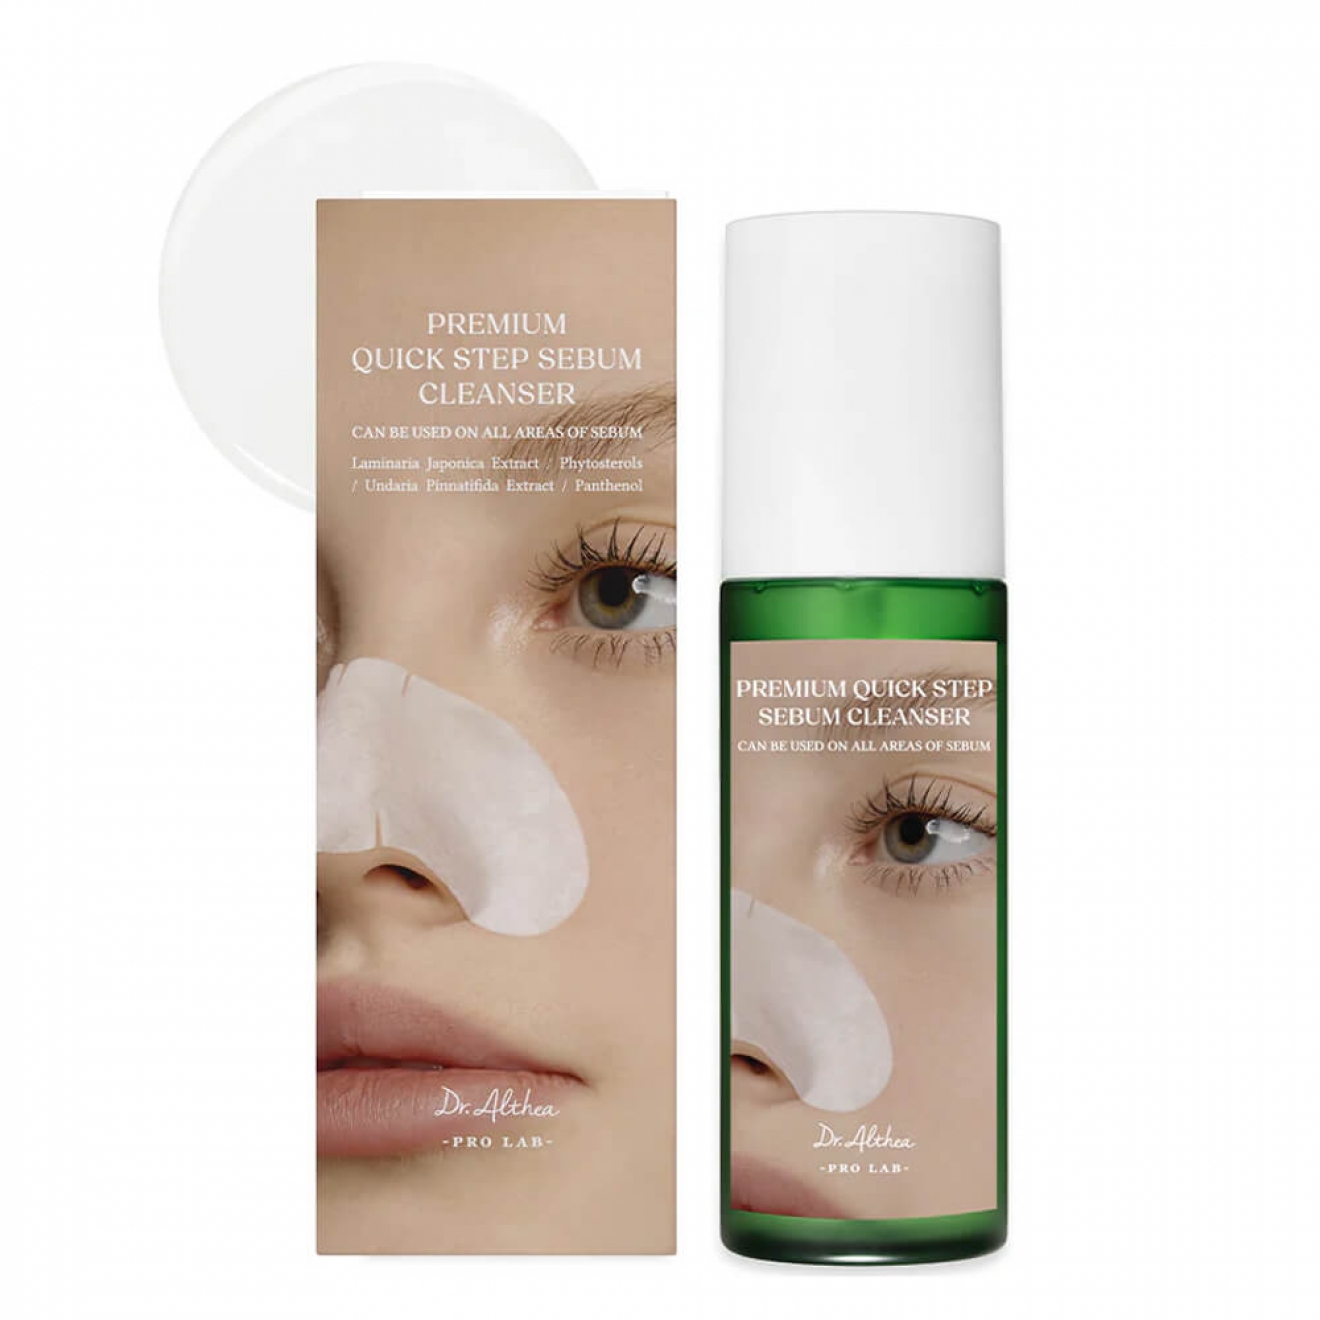 PREMIUM
QUICK STEP SEBUM
CLEANSER
CAN BE USED ON ALL AREAS OF SEBUM
Laminaria Japonica Extract / Phytosterols
/ Undaria Pinnatifida Extract / Panthenol
Dr. Althea
-PRO LAB-
PREMIUM QUICK STEP
SEBUM CLEANSER
CAN BE USED ON ALL AREAS OF SEBUM
Dr. Althea
-PRO LAB-